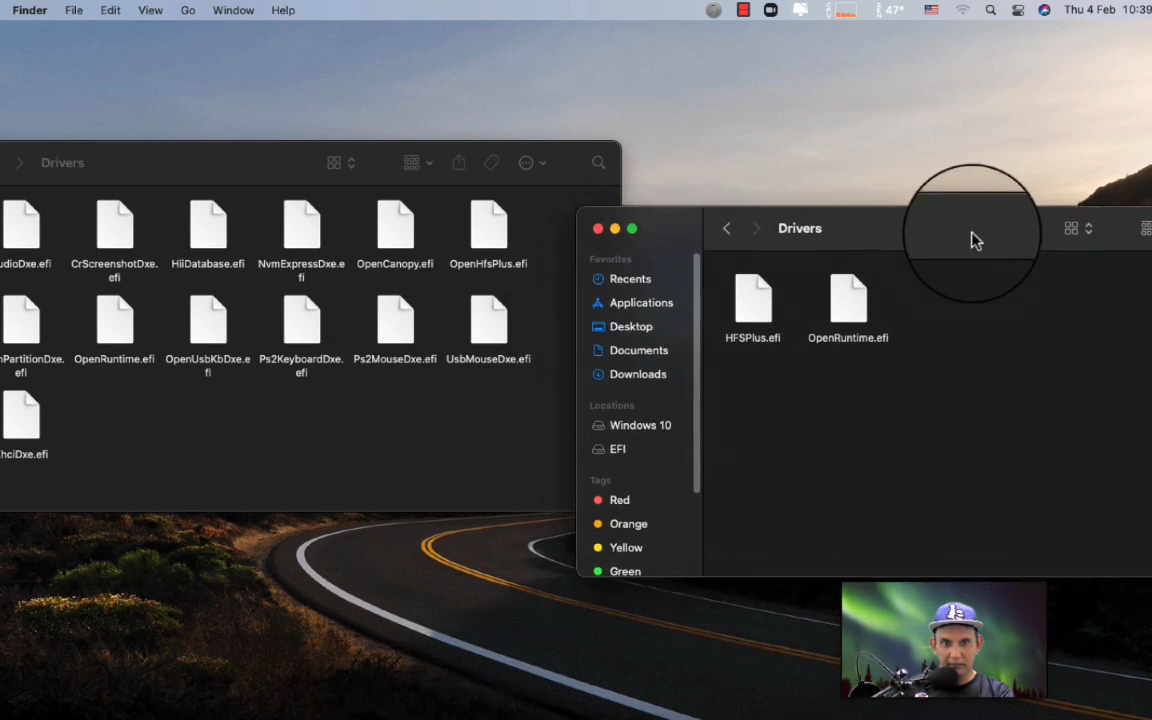 Finder File Edit View Go Window Help 47° Thu 4 Feb 10:39
Drivers
udioDxe.efi CrScreenshotDxe. HiiDatabase.efi NvmExpressDxe.e OpenCanopy.efi OpenHfsPlus.efi
efi fi
nPartitionDxe. OpenRuntime.efi OpenUsbKbDxe.e Ps2KeyboardDxe. Ps2MouseDxe.efi UsbMouseDxe.efi
efi fi efi
hciDxe.efi
Drivers
Favorites
Recents
Applications
Desktop
Documents
Downloads
Locations
Windows 10
EFI
Tags
Red
Orange
Yellow
Green
HFSPlus.efi OpenRuntime.efi